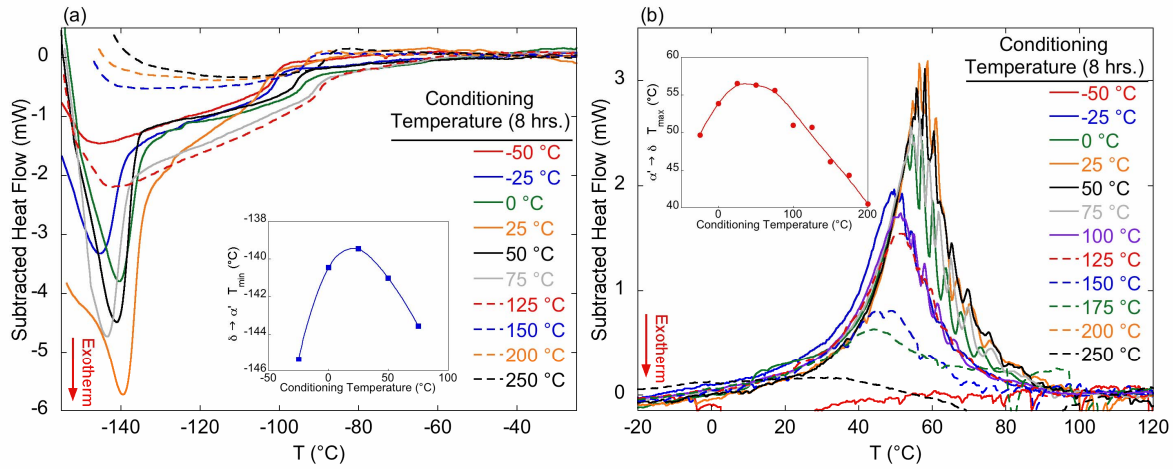 (a)
0
-1
-2
-3
-4
-5
-6
Subtracted Heat Flow (mW)
-140
-120
-100
-80
-60
-40
T (°C)
Exotherm
Conditioning
Temperature (8 hrs.)
-50 °C
-25 °C
0 °C
25 °C
50 °C
75 °C
125 °C
150 °C
200 °C
250 °C
-138
-140
-142
-144
-146
δ → α' Tmin (°C)
-50
0
50
100
Conditioning Temperature (°C)
(b)
3
2
1
0
Subtracted Heat Flow (mW)
-20
0
20
40
60
80
100
120
T (°C)
Exotherm
Conditioning
Temperature (8 hrs.)
-50 °C
-25 °C
0 °C
25 °C
50 °C
75 °C
100 °C
125 °C
150 °C
175 °C
200 °C
250 °C
60
55
50
45
40
α' → δ Tmax (°C)
0
100
200
Conditioning Temperature (°C)